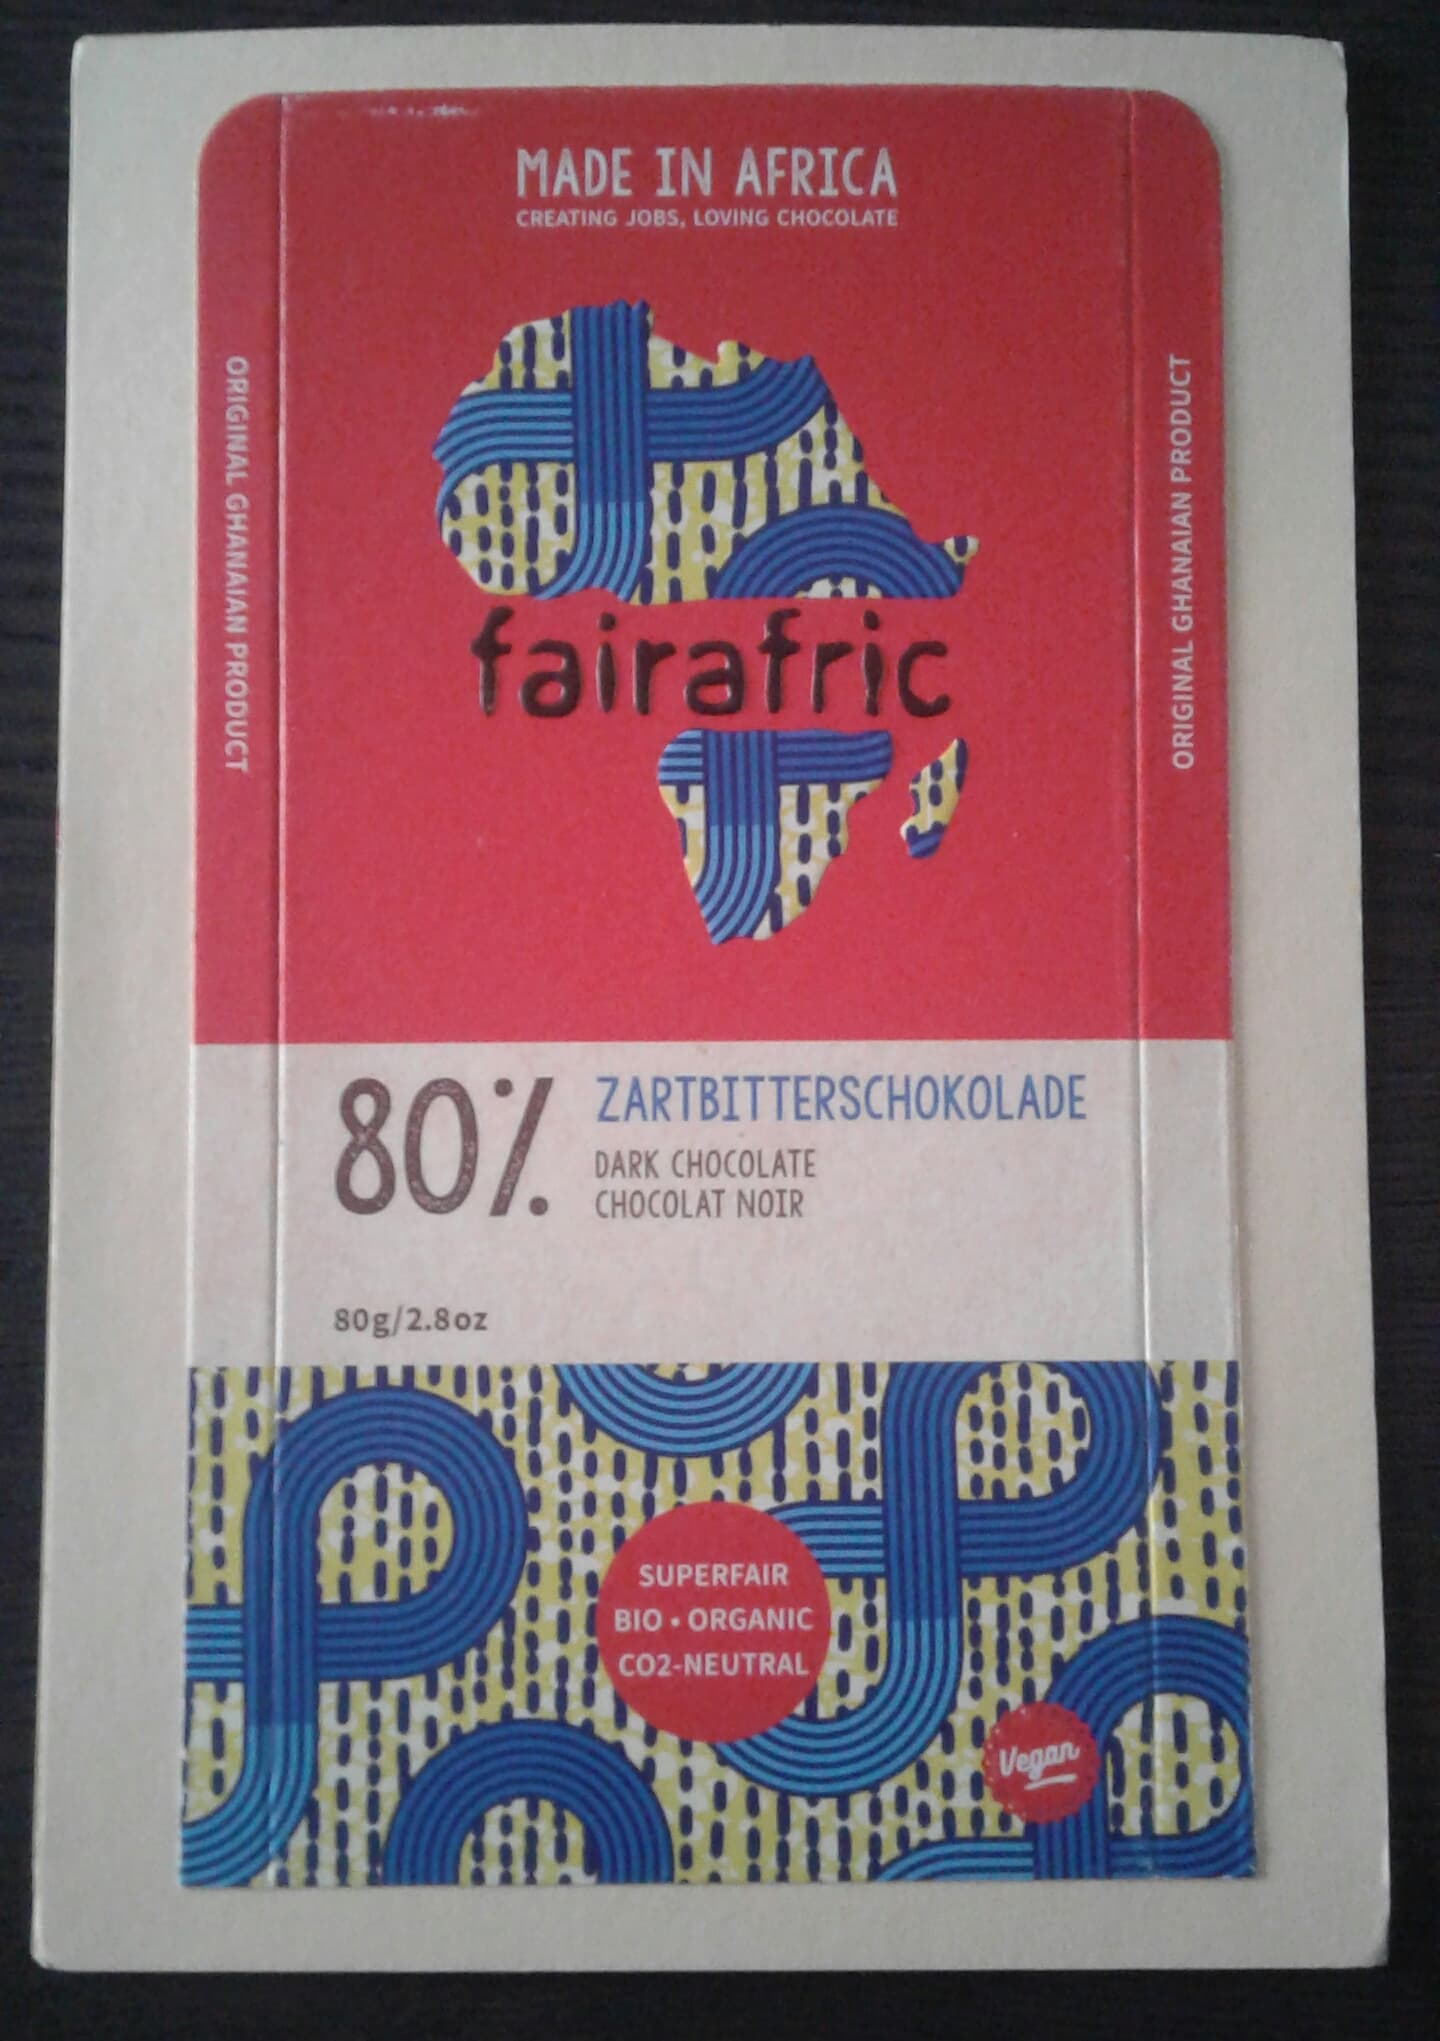 MADE IN AFRICA
CREATING JOBS, LOVING CHOCOLATE
ORIGINAL GHANAIAN PRODUCT
ORIGINAL GHANAIAN PRODUCT
fairafric
80%
ZARTBITTERSCHOKOLADE
DARK CHOCOLATE
CHOCOLAT NOIR
80g/2.8oz
SUPERFAIR
BIO • ORGANIC
CO2-NEUTRAL
Vegan